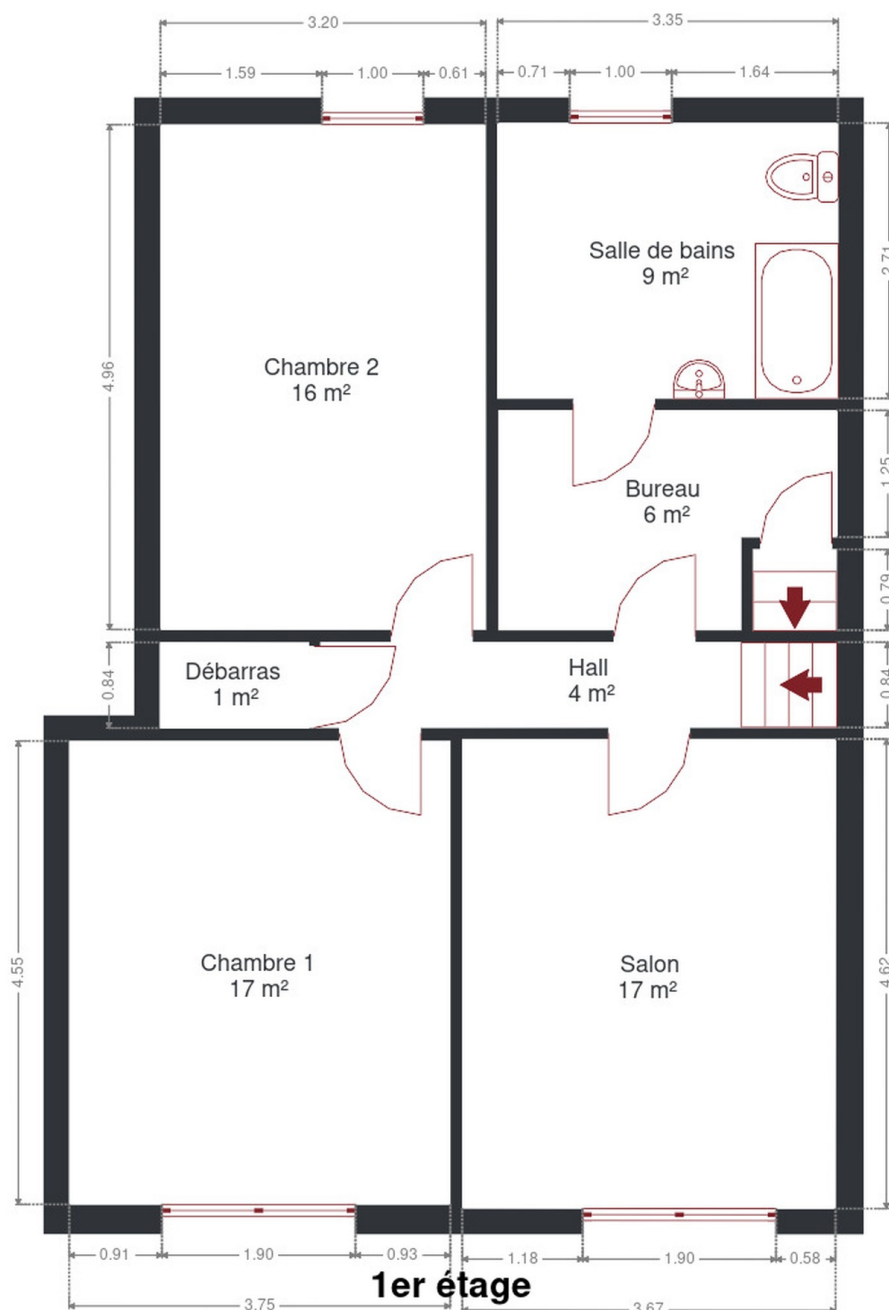 3.20
3.35
1.59
1.00
0.61
0.71
1.00
1.64
2.71
Salle de bains
9 m²
4.96
Chambre 2
16 m²
1.25
Bureau
6 m²
0.79
0.84
Débarras
1 m²
Hall
4 m²
0.84
4.55
Chambre 1
17 m²
Salon
17 m²
4.62
0.91
1.90
0.93
1.18
1.90
0.58
1er étage
3.75
3.67